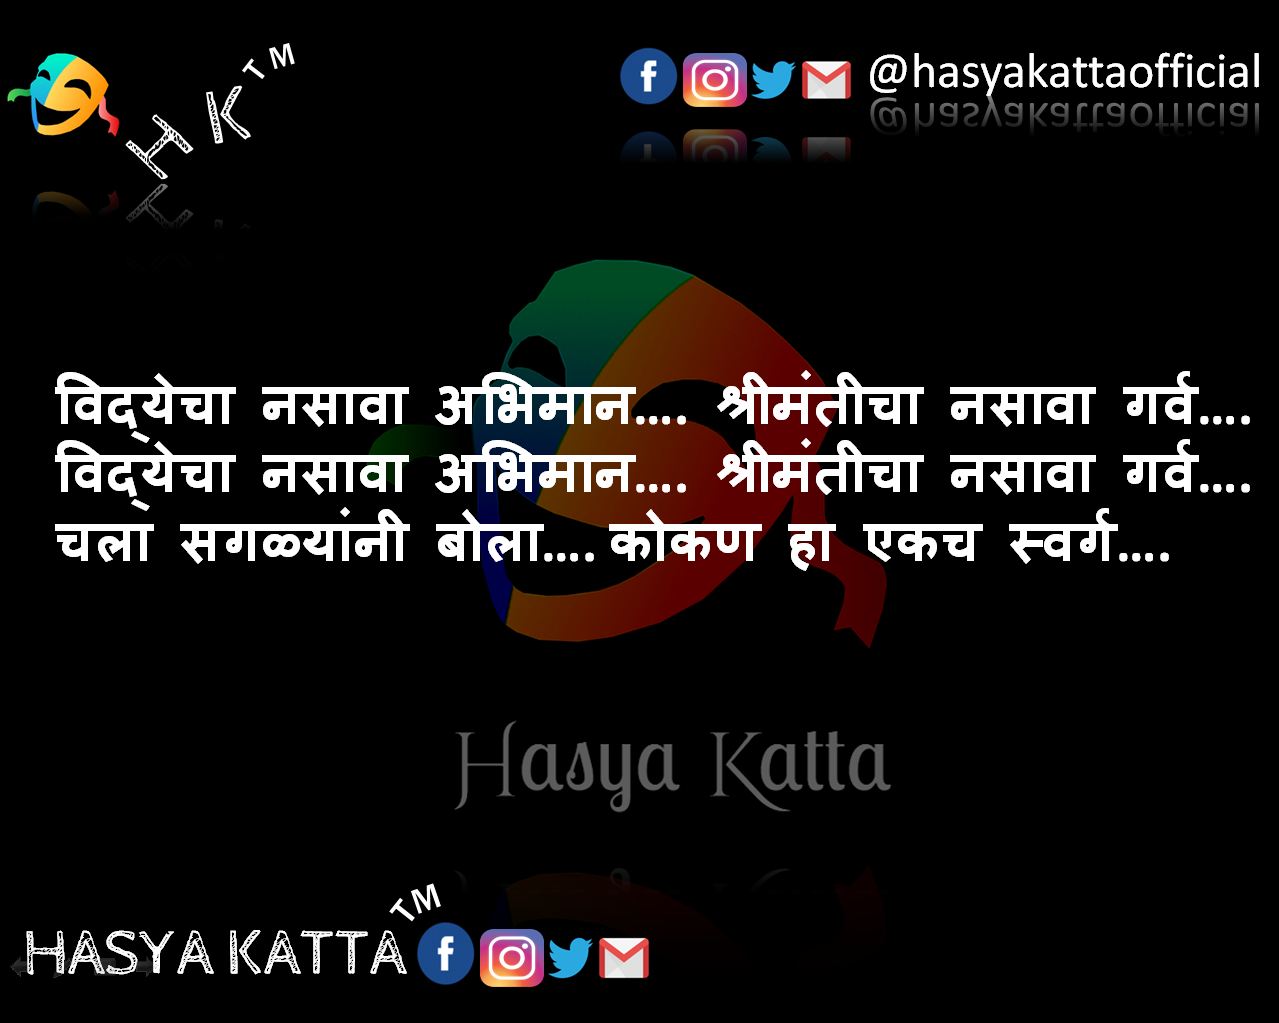 HK™
@hasyakattaofficial
विद्येचा नसावा अभिमान.... श्रीमंतीचा नसावा गर्व....
विद्येचा नसावा अभिमान.... श्रीमंतीचा नसावा गर्व....
चला सगळ्यांनी बोला.... कोकण हा एकच स्वर्ग....
Hasya Katta
HASYA KATTA™